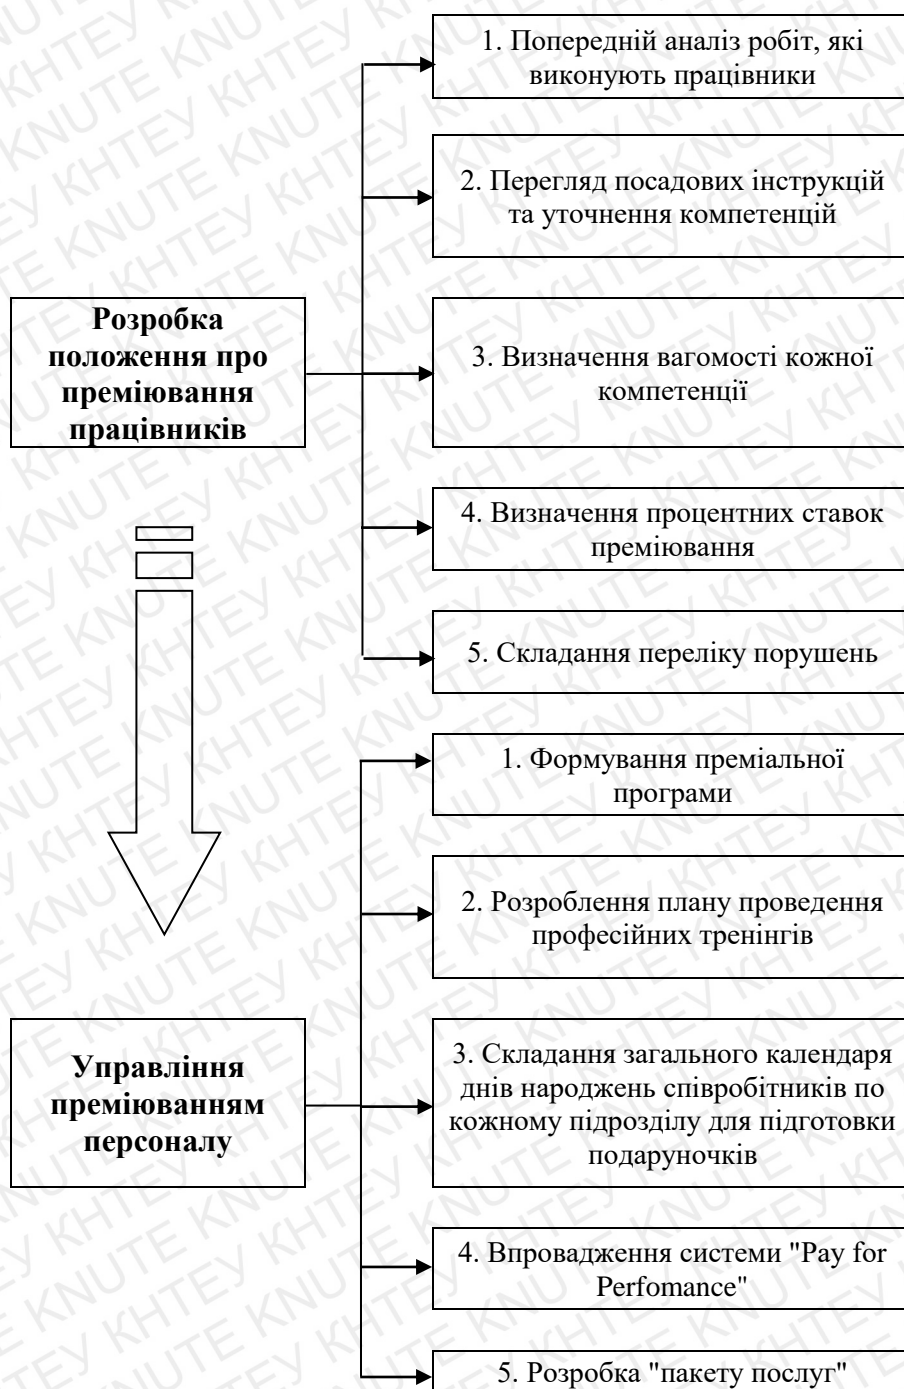 1. Попередній аналіз робіт, які
виконують працівники
2. Перегляд посадових інструкцій
та уточнення компетенцій
Розробка
положення про
преміювання
працівників
3. Визначення вагомості кожної
компетенції
4. Визначення процентних ставок
преміювання
5. Складання переліку порушень
1. Формування преміальної
програми
2. Розроблення плану проведення
професійних тренінгів
Управління
преміюванням
персоналу
3. Складання загального календаря
днів народжень співробітників по
кожному підрозділу для підготовки
подаруночків
4. Впровадження системи "Pay for
Perfomance"
5. Розробка "пакету послуг"